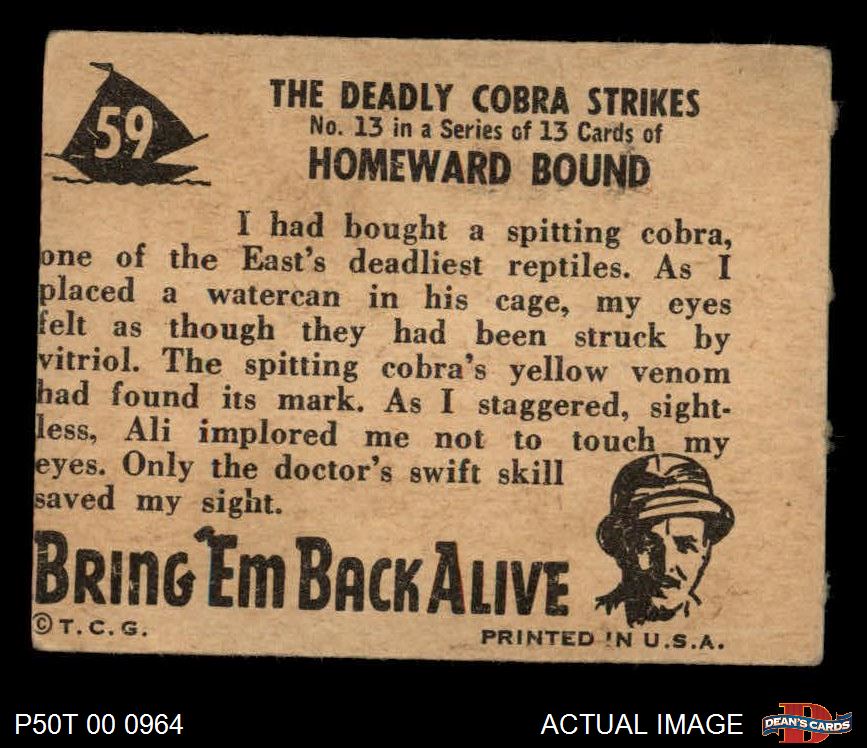 59
THE DEADLY COBRA STRIKES
No. 13 in a Series of 13 Cards of
HOMEWARD BOUND
I had bought a spitting cobra,
one of the East's deadliest reptiles. As I
placed a watercan in his cage, my eyes
felt as though they had been struck by
vitriol. The spitting cobra's yellow venom
had found its mark. As I staggered, sight-
less, Ali implored me not to touch my
eyes. Only the doctor's swift skill
saved my sight.
BRING 'EM BACK ALIVE
© T. C. G.
PRINTED IN U.S.A.
P50T 00 0964
ACTUAL IMAGE
D
DEAN'S CARDS